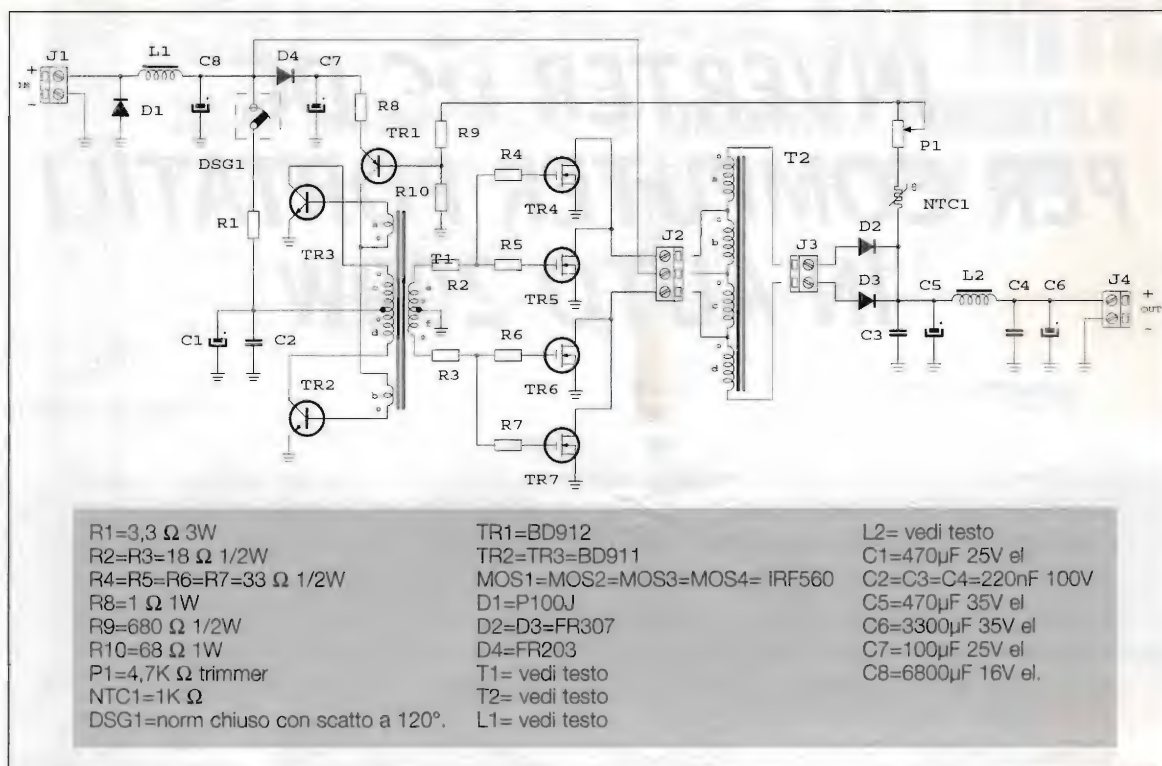 J1
L1
C8
D4
C7
+
IN
-
D1
R8
TR1
R9
P1
T2
DSG1
R10
R4
TR4
NTC1
R1
TR3
T1
R2
R5
TR5
J2
J3
D2
D3
C5
L2
C4
C6
J4
+
OUT
~
C1
C2
R3
R6
TR6
C3
TR2
R7
TR7
R1=3,3 Ω 3W
R2=R3=18 Ω 1/2W
R4=R5=R6=R7=33 Ω 1/2W
R8=1 Ω 1W
R9=680 Ω 1/2W
R10=68 Ω 1W
P1=4,7K Ω trimmer
NTC1=1K Ω
DSG1=norm chiuso con scatto a 120°.
TR1=BD912
TR2=TR3=BD911
MOS1=MOS2=MOS3=MOS4= IRF560
D1=P100J
D2=D3=FR307
D4=FR203
T1= vedi testo
T2= vedi testo
L1= vedi testo
L2= vedi testo
C1=470µF 25V el
C2=C3=C4=220nF 100V
C5=470µF 35V el
C6=3300µF 35V el
C7=100µF 25V el
C8=6800µF 16V el.